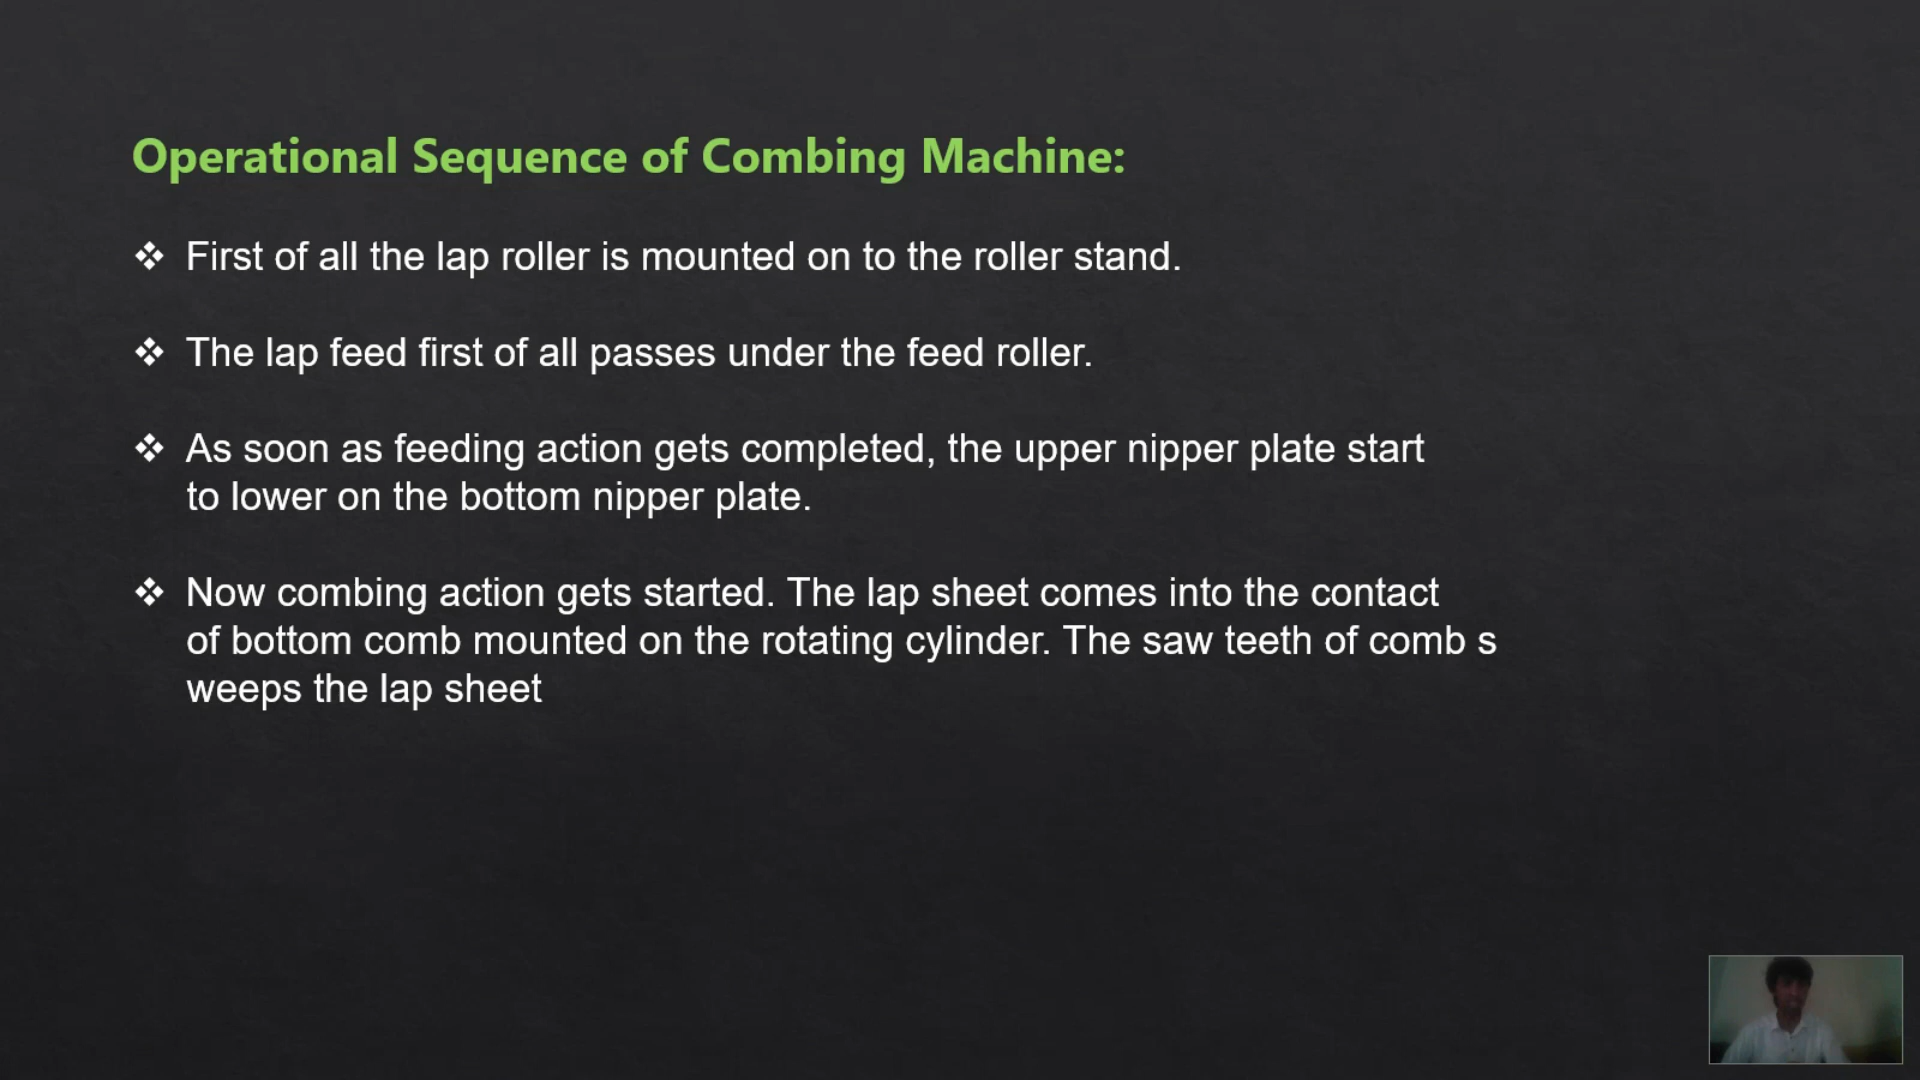 Operational Sequence of Combing Machine:
❖ First of all the lap roller is mounted on to the roller stand.
❖ The lap feed first of all passes under the feed roller.
❖ As soon as feeding action gets completed, the upper nipper plate start
to lower on the bottom nipper plate.
❖ Now combing action gets started. The lap sheet comes into the contact
of bottom comb mounted on the rotating cylinder. The saw teeth of comb s
weeps the lap sheet